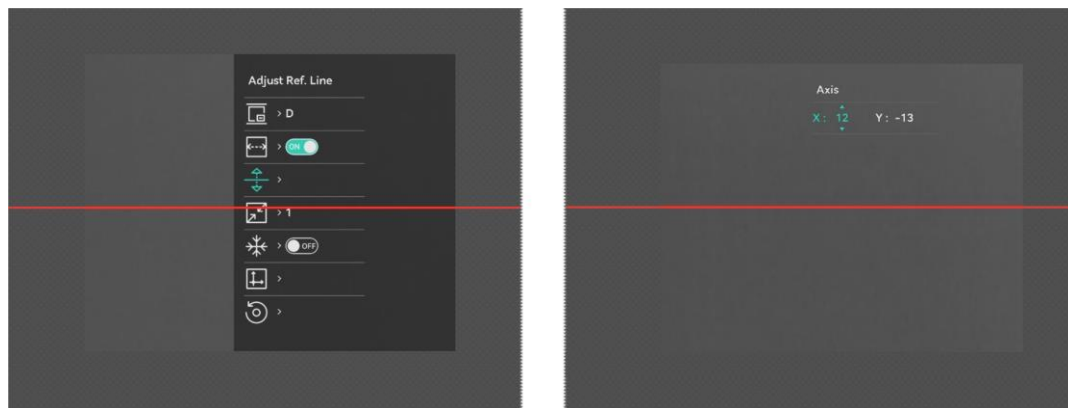 Adjust Ref. Line
> D
> ON
>
> 1
> OFF
>
>
Axis
X : 12 Y : -13